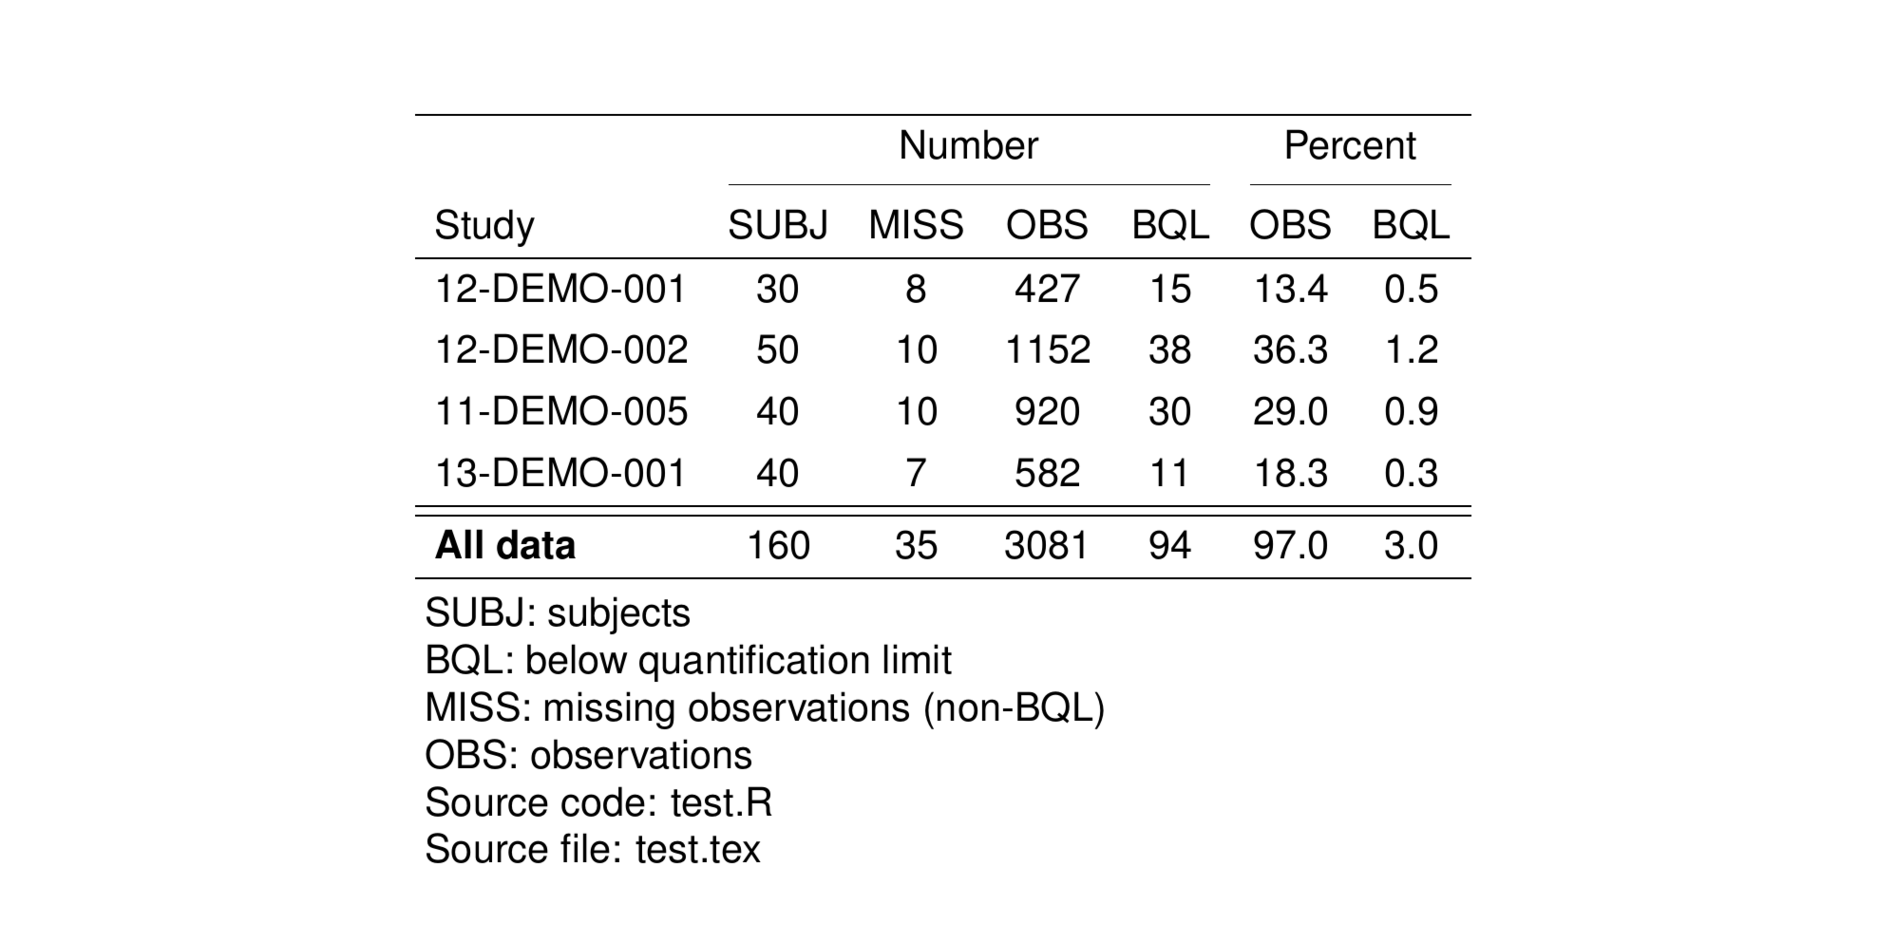 Number Percent
Study SUBJ MISS OBS BQL OBS BQL
12-DEMO-001 30 8 427 15 13.4 0.5
12-DEMO-002 50 10 1152 38 36.3 1.2
11-DEMO-005 40 10 920 30 29.0 0.9
13-DEMO-001 40 7 582 11 18.3 0.3
All data 160 35 3081 94 97.0 3.0
SUBJ: subjects
BQL: below quantification limit
MISS: missing observations (non-BQL)
OBS: observations
Source code: test.R
Source file: test.tex